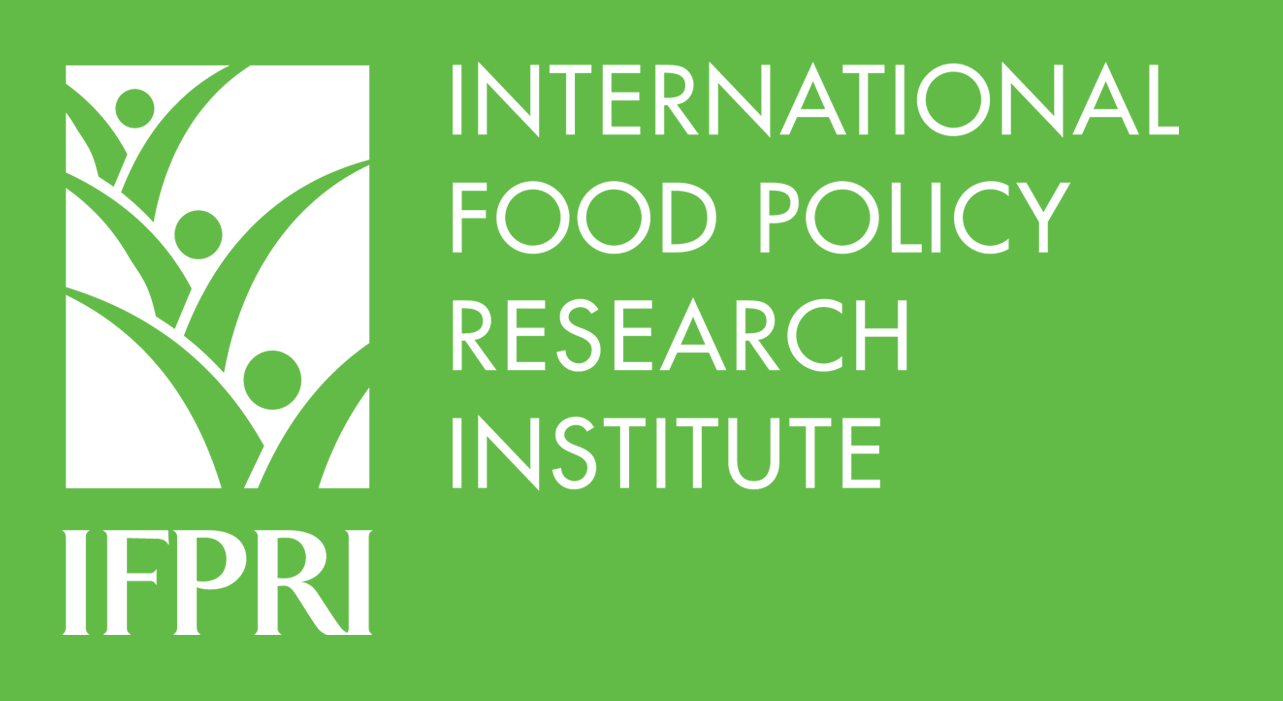 INTERNATIONAL
FOOD POLICY
RESEARCH
INSTITUTE
IFPRI